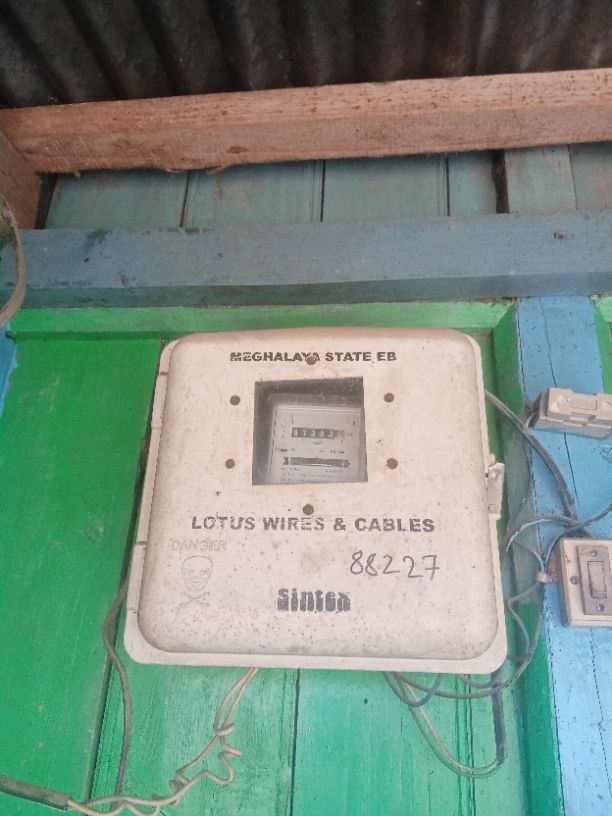 MEGHALAYA STATE EB
LOTUS WIRES & CABLES
DANGER
88227
Sintex